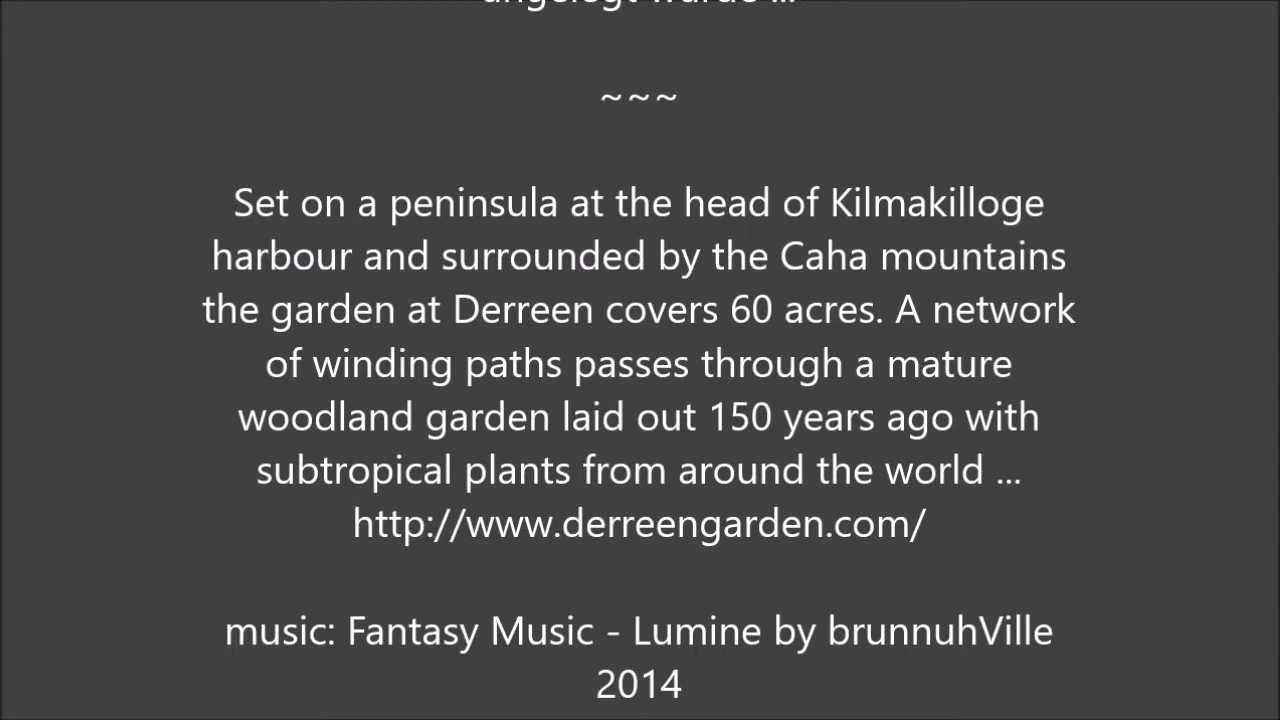 angelegt wurde ...
~~~
Set on a peninsula at the head of Kilmakilloge
harbour and surrounded by the Caha mountains
the garden at Derreen covers 60 acres. A network
of winding paths passes through a mature
woodland garden laid out 150 years ago with
subtropical plants from around the world ...
http://www.derreengarden.com/
music: Fantasy Music - Lumine by brunnuhVille
2014